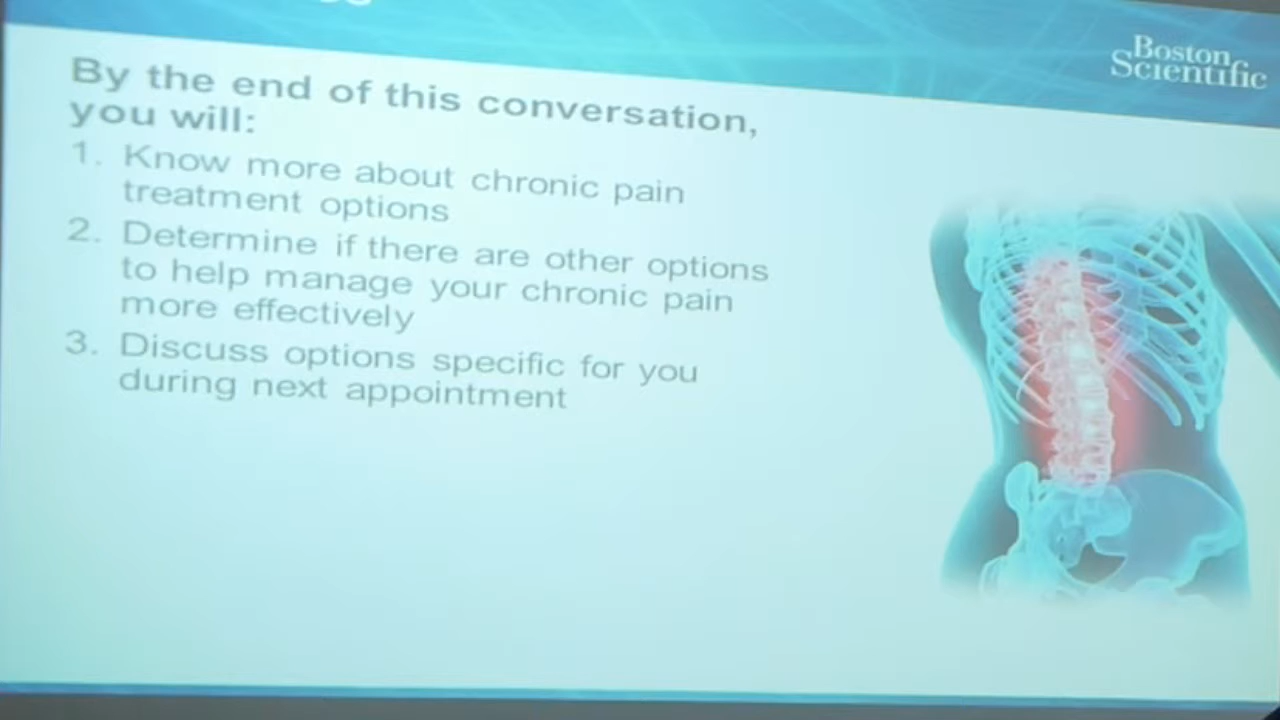 Boston
Scientific
By the end of this conversation,
you will:
1. Know more about chronic pain
treatment options
2. Determine if there are other options
to help manage your chronic pain
more effectively
3. Discuss options specific for you
during next appointment